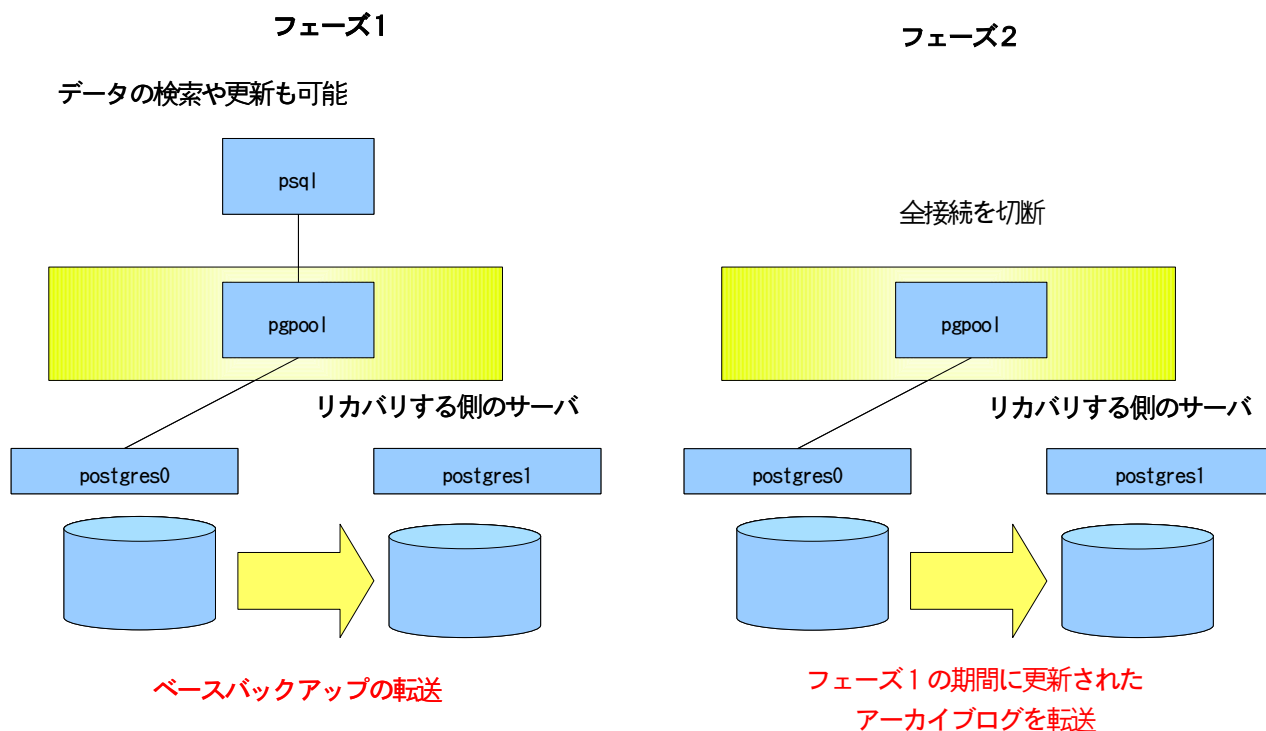 フェーズ1
データの検索や更新も可能
psql
pgpool
リカバリする側のサーバ
postgres0
postgres1
ベースバックアップの転送
フェーズ2
全接続を切断
pgpool
リカバリする側のサーバ
postgres0
postgres1
フェーズ1の期間に更新された
アーカイブログを転送